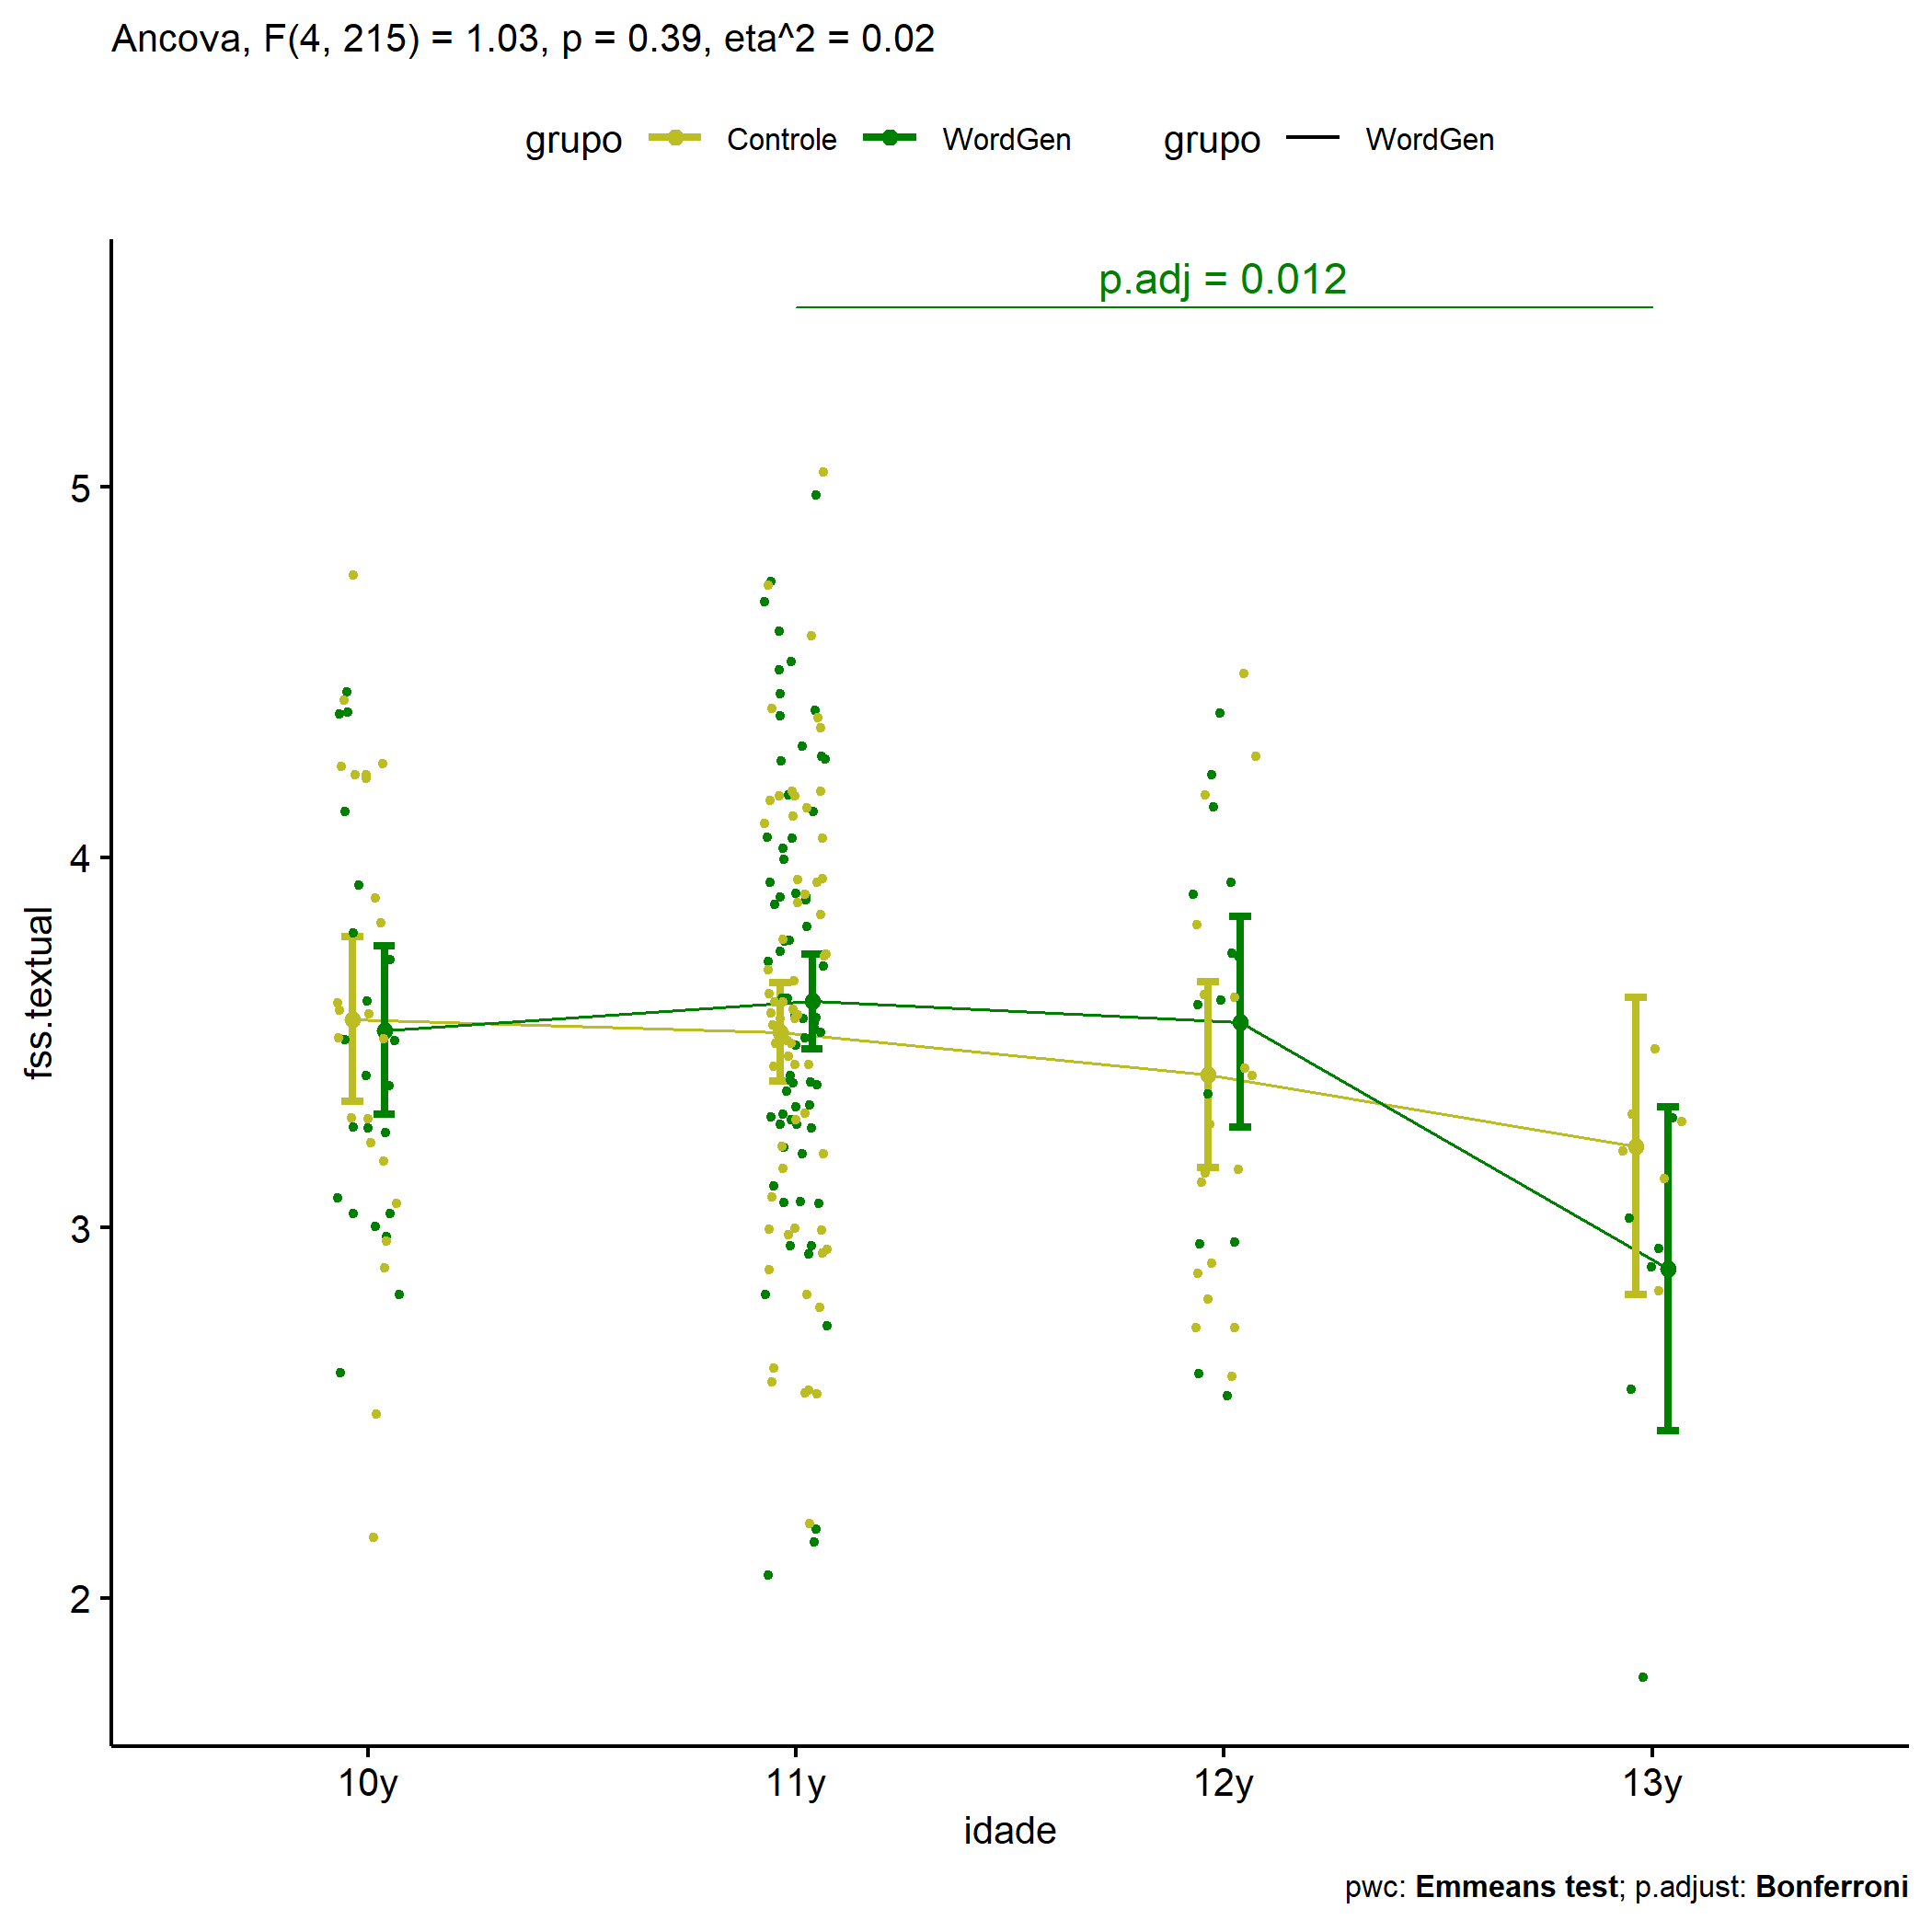 Ancova, F(4, 215) = 1.03, p = 0.39, eta^2 = 0.02
grupo Controle WordGen grupo WordGen
p.adj = 0.012
5
4
3
2
fss.textual
10y 11y 12y 13y
idade
pwc: Emmeans test; p.adjust: Bonferroni